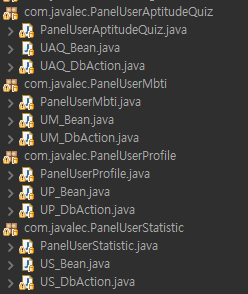 com.javalec.PanelUserAptitudeQuiz
PanelUserAptitudeQuiz.java
UAQ_Bean.java
UAQ_DbAction.java
com.javalec.PanelUserMbti
PanelUserMbti.java
UM_Bean.java
UM_DbAction.java
com.javalec.PanelUserProfile
PanelUserProfile.java
UP_Bean.java
UP_DbAction.java
com.javalec.PanelUserStatistic
PanelUserStatistic.java
US_Bean.java
US_DbAction.java